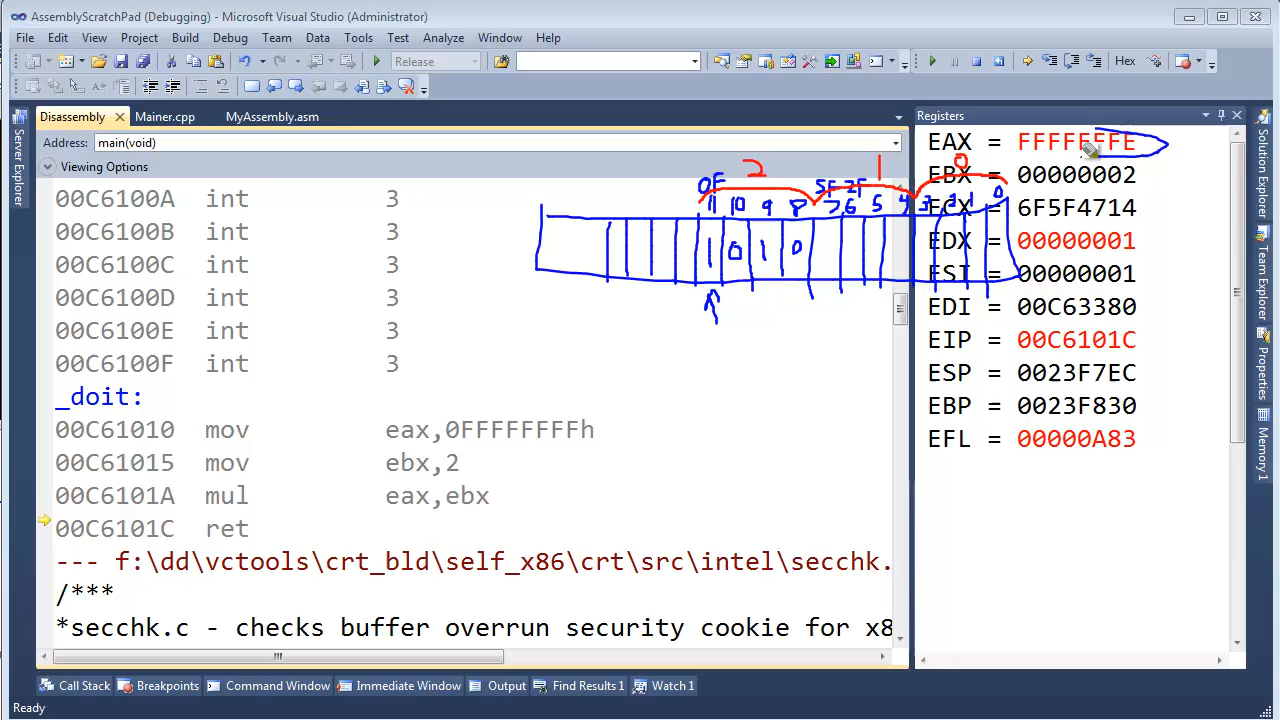 AssemblyScratchPad (Debugging) - Microsoft Visual Studio (Administrator)
File Edit View Project Build Debug Team Data Tools Test Analyze Window Help
Release Hex
Disassembly Mainer.cpp MyAssembly.asm
Address: main(void)
Viewing Options
00C6100A int 3
00C6100B int 3
00C6100C int 3
00C6100D int 3
00C6100E int 3
00C6100F int 3
_doit:
00C61010 mov eax,0FFFFFFFFh
00C61015 mov ebx,2
00C6101A mul eax,ebx
00C6101C ret
--- f:\dd\vctools\crt_bld\self_x86\crt\src\intel\secchk.
/***
*secchk.c - checks buffer overrun security cookie for x8
2 1 0
OF SF ZF
11 10 9 8 7 6 5 4 3 2 1 0
1 0 1 0
Registers
EAX = FFFFFFFE
EBX = 00000002
ECX = 6F5F4714
EDX = 00000001
ESI = 00000001
EDI = 00C63380
EIP = 00C6101C
ESP = 0023F7EC
EBP = 0023F830
EFL = 00000A83
Server Explorer
Solution Explorer
Team Explorer
Properties
Memory 1
Call Stack Breakpoints Command Window Immediate Window Output Find Results 1 Watch 1
Ready